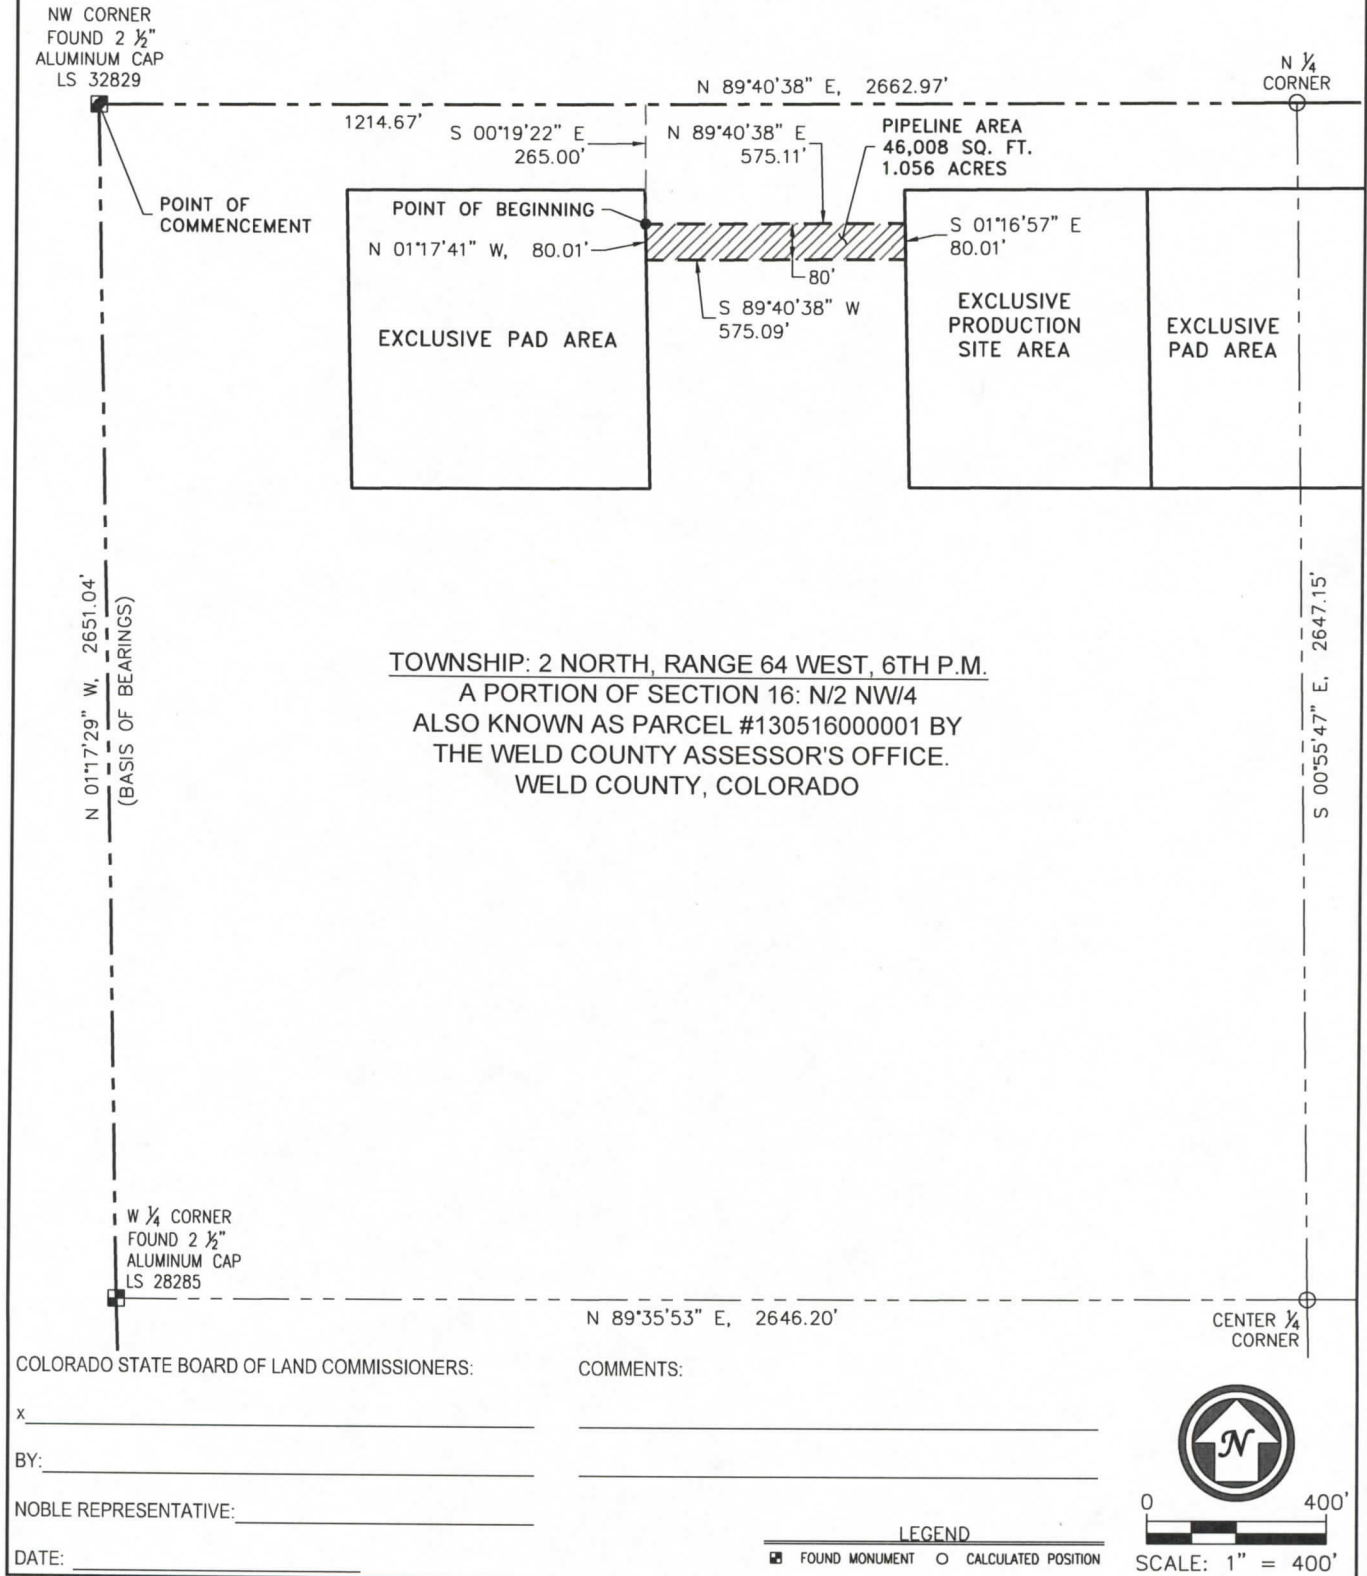 NW CORNER
FOUND 2 ½"
ALUMINUM CAP
LS 32829
N ¼
CORNER
N 89°40'38" E, 2662.97'
1214.67'
S 00°19'22" E
265.00'
N 89°40'38" E
575.11'
PIPELINE AREA
46,008 SQ. FT.
1.056 ACRES
POINT OF
COMMENCEMENT
POINT OF BEGINNING
N 01°17'41" W, 80.01'
S 01°16'57" E
80.01'
80'
S 89°40'38" W
575.09'
EXCLUSIVE PAD AREA
EXCLUSIVE
PRODUCTION
SITE AREA
EXCLUSIVE
PAD AREA
N 01°17'29" W, 2651.04'
(BASIS OF BEARINGS)
S 00°55'47" E, 2647.15'
TOWNSHIP: 2 NORTH, RANGE 64 WEST, 6TH P.M.
A PORTION OF SECTION 16: N/2 NW/4
ALSO KNOWN AS PARCEL #130516000001 BY
THE WELD COUNTY ASSESSOR'S OFFICE.
WELD COUNTY, COLORADO
W ¼ CORNER
FOUND 2 ½"
ALUMINUM CAP
LS 28285
N 89°35'53" E, 2646.20'
CENTER ¼
CORNER
COLORADO STATE BOARD OF LAND COMMISSIONERS:
COMMENTS:
X
BY:
NOBLE REPRESENTATIVE:
DATE:
N
0 400'
SCALE: 1" = 400'
LEGEND
FOUND MONUMENT CALCULATED POSITION